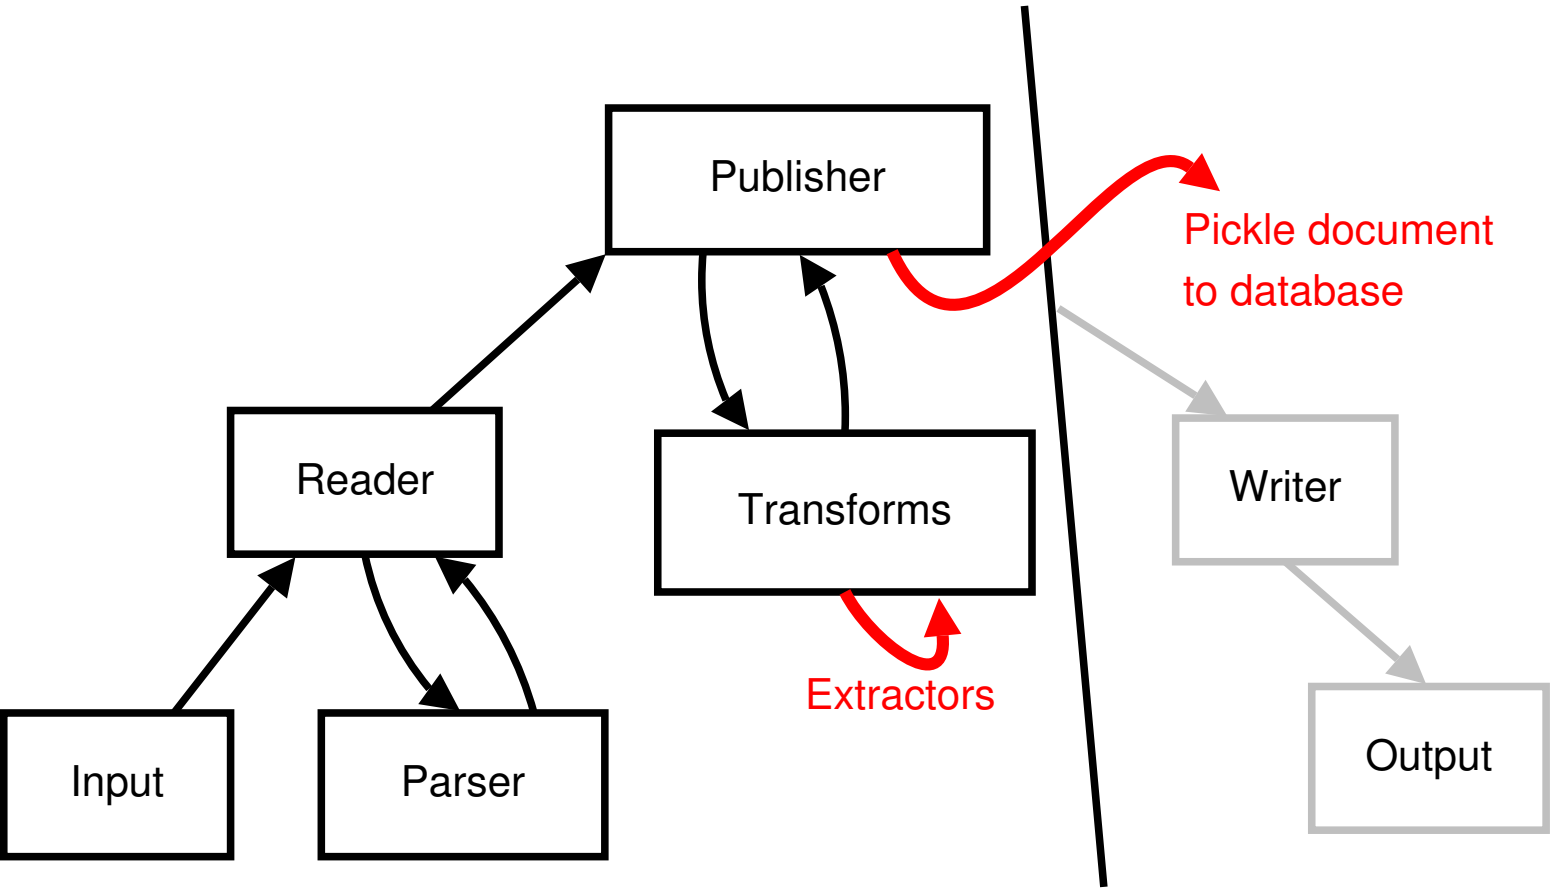 Publisher
Pickle document
to database
Reader
Transforms
Writer
Extractors
Input
Parser
Output